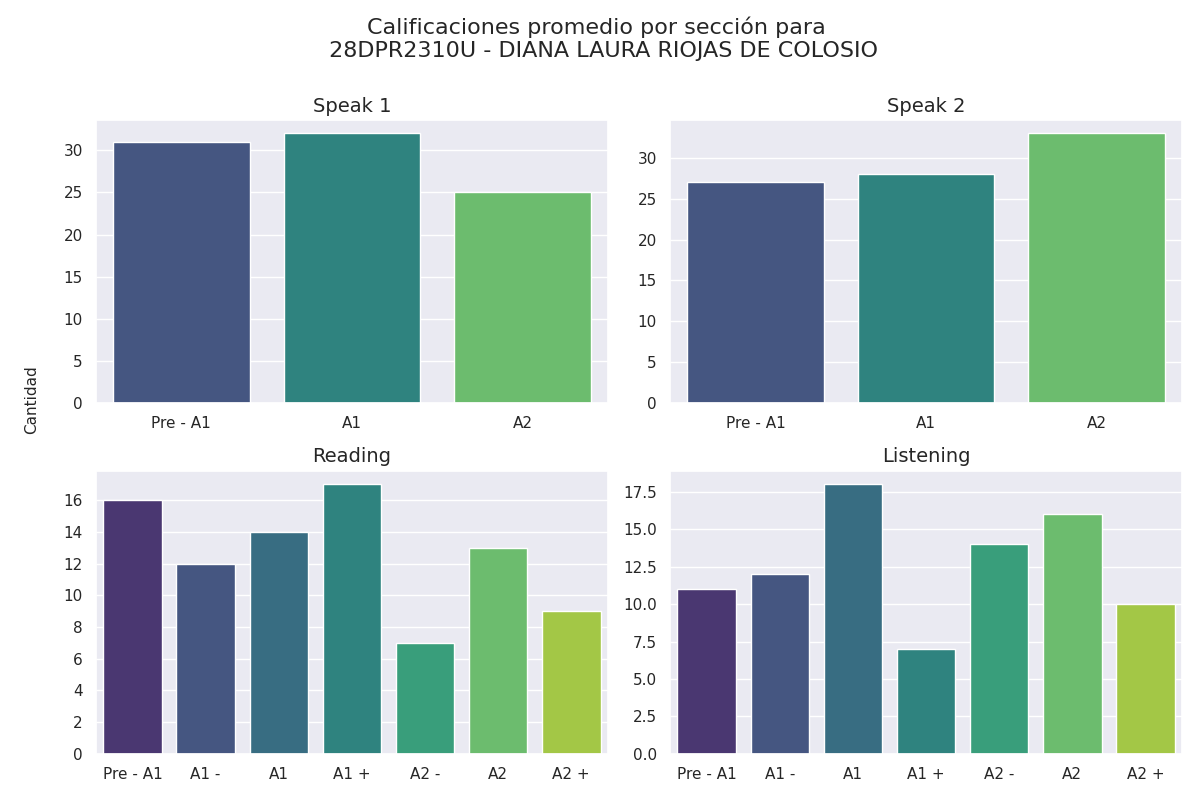 Calificaciones promedio por sección para
28DPR2310U - DIANA LAURA RIOJAS DE COLOSIO
Cantidad
Speak 1
30
25
20
15
10
5
0
Pre - A1 A1 A2
Speak 2
30
25
20
15
10
5
0
Pre - A1 A1 A2
Reading
16
14
12
10
8
6
4
2
0
Pre - A1 A1 - A1 A1 + A2 - A2 A2 +
Listening
17.5
15.0
12.5
10.0
7.5
5.0
2.5
0.0
Pre - A1 A1 - A1 A1 + A2 - A2 A2 +